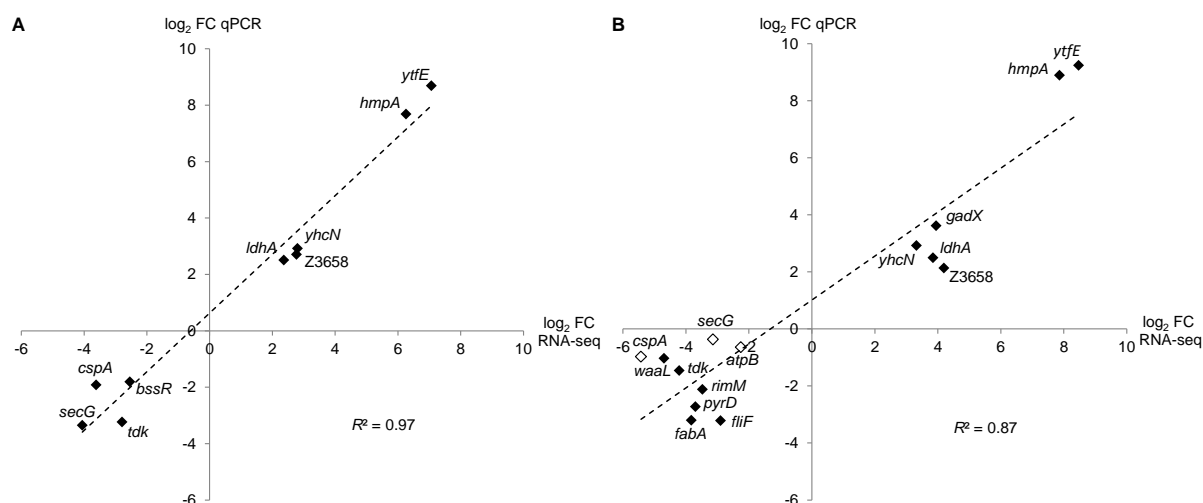 A
log₂ FC qPCR
10
8
6
4
2
0
-2
-4
-6
-6
-4
-2
0
2
4
6
8
10
log₂ FC
RNA-seq
ytfE
hmpA
yhcN
ldhA
Z3658
cspA
bssR
secG
tdk
R² = 0.97
B
log₂ FC qPCR
10
8
6
4
2
0
-2
-4
-6
-6
-4
-2
0
2
4
6
8
10
log₂ FC
RNA-seq
ytfE
hmpA
gadX
yhcN
ldhA
Z3658
secG
cspA
atpB
waaL
tdk
rimM
pyrD
fabA
fliF
R² = 0.87